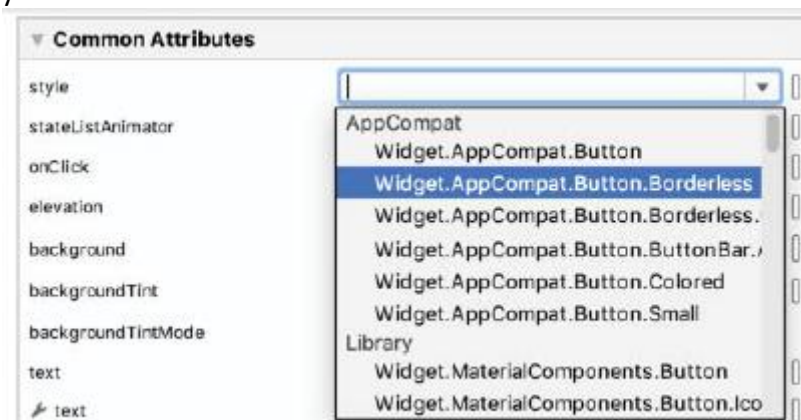 Common Attributes
style
stateListAnimator
onClick
elevation
background
backgroundTint
backgroundTintMode
text
text
AppCompat
Widget.AppCompat.Button
Widget.AppCompat.Button.Borderless
Widget.AppCompat.Button.Borderless.
Widget.AppCompat.Button.ButtonBar.
Widget.AppCompat.Button.Colored
Widget.AppCompat.Button.Small
Library
Widget.MaterialComponents.Button
Widget.MaterialComponents.Button.Ico